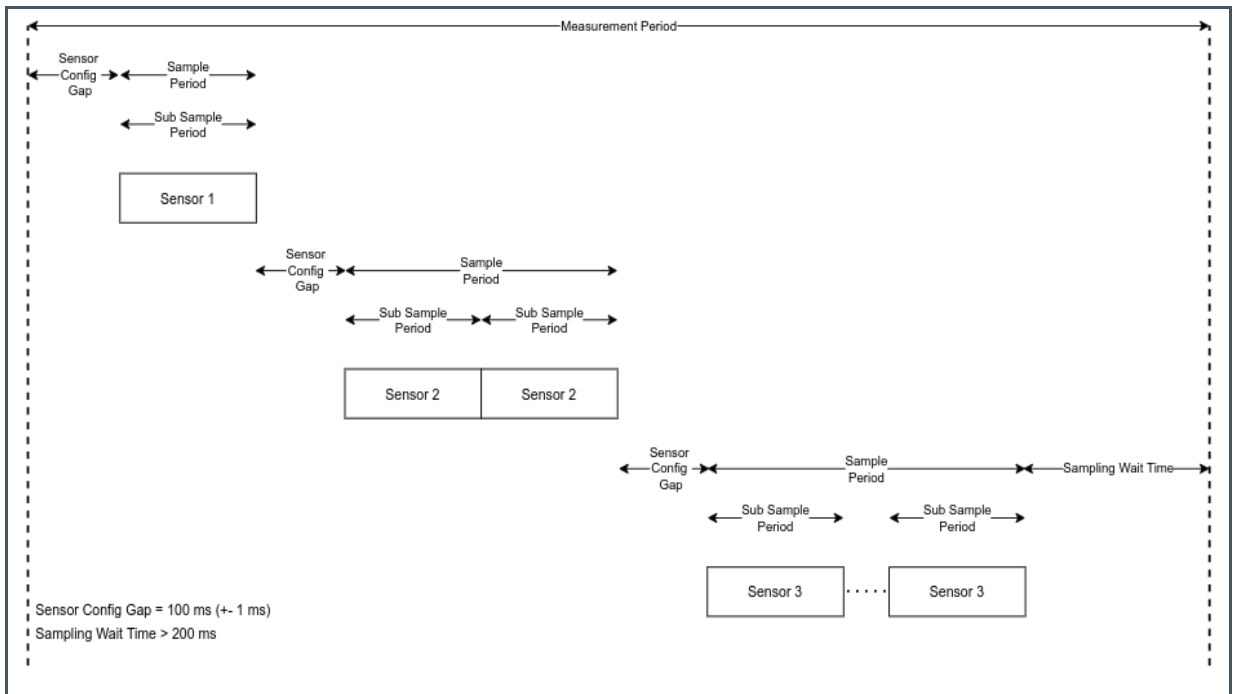 Measurement Period
Sensor
Config
Gap
Sample
Period
Sub Sample
Period
Sensor 1
Sensor
Config
Gap
Sample
Period
Sub Sample
Period
Sub Sample
Period
Sensor 2
Sensor 2
Sensor
Config
Gap
Sample
Period
Sampling Wait Time
Sub Sample
Period
Sub Sample
Period
Sensor 3
.....
Sensor 3
Sensor Config Gap = 100 ms (+- 1 ms)
Sampling Wait Time > 200 ms